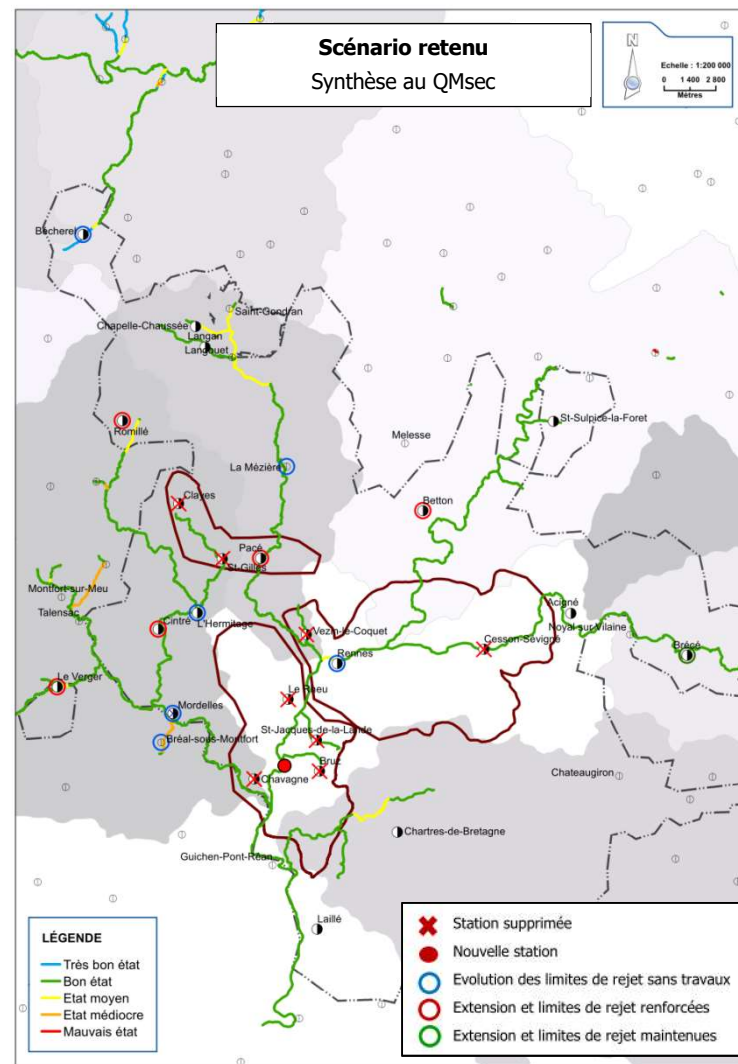 Scénario retenu
Synthèse au QMsec
N
Echelle : 1:200 000
0 1 400 2 800
Mètres
Bécherel
Saint-Gondran
Chapelle-Chaussée
Langan
Langouet
St-Sulpice-la-Foret
Romillé
Melesse
La Mézière
Clayes
Betton
Pacé
St-Gilles
Montfort-sur-Meu
Talensac
L'Hermitage
Cintré
Vezin-le-Coquet
Acigné
Noyal sur Vilaine
Cesson-Sévigné
Brécé
Rennes
Le Verger
Le Rheu
Mordelles
St-Jacques-de-la-Lande
Bréal-sous-Montfort
Bruz
Chavagne
Chateaugiron
Chartres-de-Bretagne
Guichen-Pont-Réan
Laillé
LÉGENDE
Très bon état
Bon état
Etat moyen
Etat médiocre
Mauvais état
Station supprimée
Nouvelle station
Evolution des limites de rejet sans travaux
Extension et limites de rejet renforcées
Extension et limites de rejet maintenues